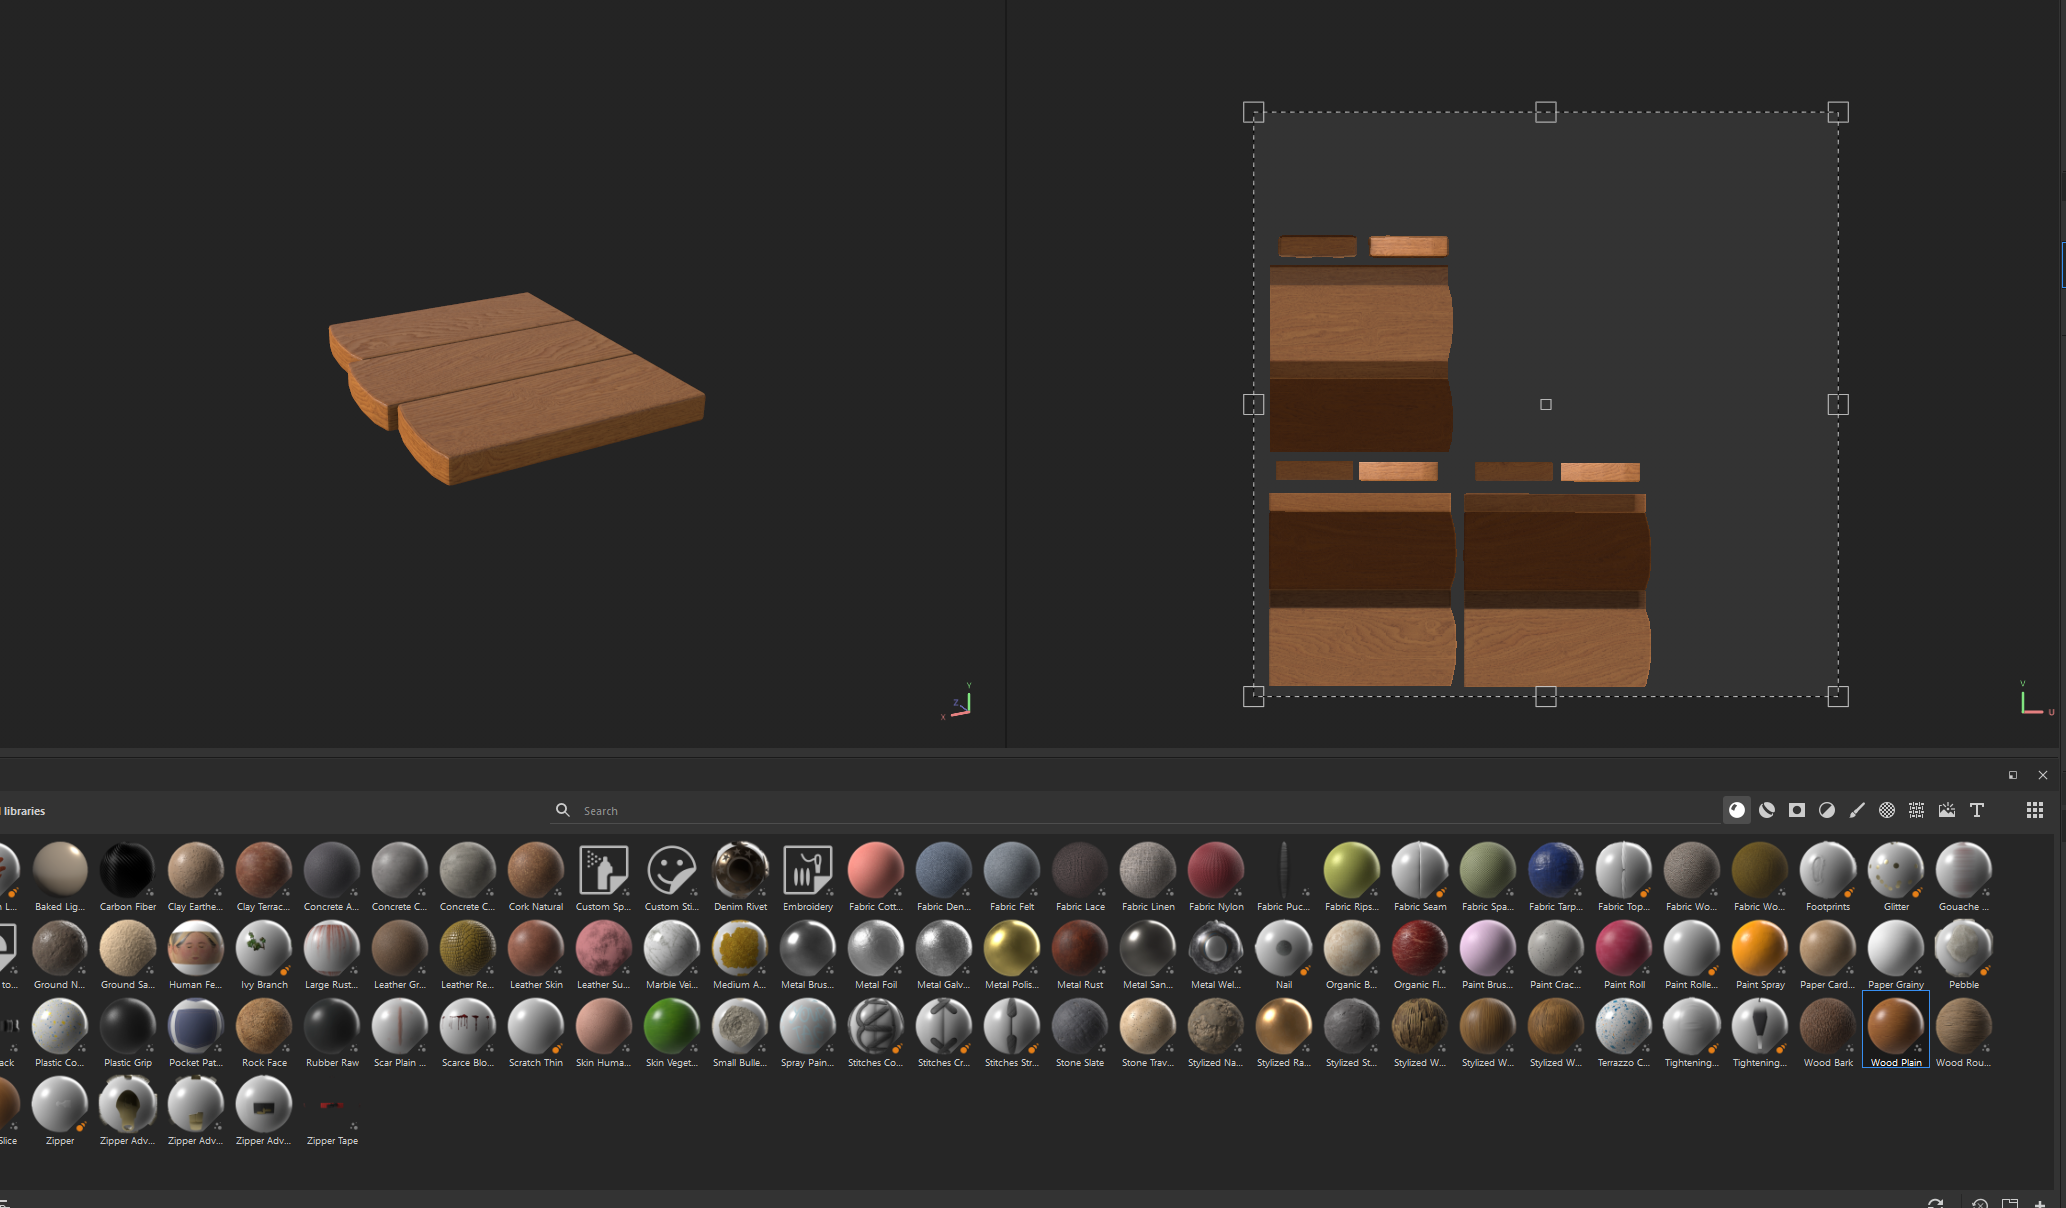 Y
Z
X
V
U
libraries
Search
L...
Baked Lig...
Carbon Fiber
Clay Earthe...
Clay Terrac...
Concrete A...
Concrete C...
Concrete C...
Cork Natural
Custom Sp...
Custom Sti...
Denim Rivet
Embroidery
Fabric Cott...
Fabric Den...
Fabric Felt
Fabric Lace
Fabric Linen
Fabric Nylon
Fabric Puc...
Fabric Rips...
Fabric Seam
Fabric Spa...
Fabric Tarp...
Fabric Top...
Fabric Wo...
Fabric Wo...
Footprints
Glitter
Gouache ...
to...
Ground N...
Ground Sa...
Human Fe...
Ivy Branch
Large Rust...
Leather Gr...
Leather Re...
Leather Skin
Leather Su...
Marble Vei...
Medium A...
Metal Brus...
Metal Foil
Metal Galv...
Metal Polis...
Metal Rust
Metal San...
Metal Wel...
Nail
Organic B...
Organic Fl...
Paint Brus...
Paint Crac...
Paint Roll
Paint Rolle...
Paint Spray
Paper Card...
Paper Grainy
Pebble
ack
Plastic Co...
Plastic Grip
Pocket Pat...
Rock Face
Rubber Raw
Scar Plain ...
Scarce Blo...
Scratch Thin
Skin Huma...
Skin Veget...
Small Bulle...
Spray Pain...
Stitches Co...
Stitches Cr...
Stitches Str...
Stone Slate
Stone Trav...
Stylized Na...
Stylized Ra...
Stylized St...
Stylized W...
Stylized W...
Stylized W...
Terrazzo C...
Tightening...
Tightening...
Wood Bark
Wood Plain
Wood Rou...
Slice
Zipper
Zipper Adv...
Zipper Adv...
Zipper Adv...
Zipper Tape